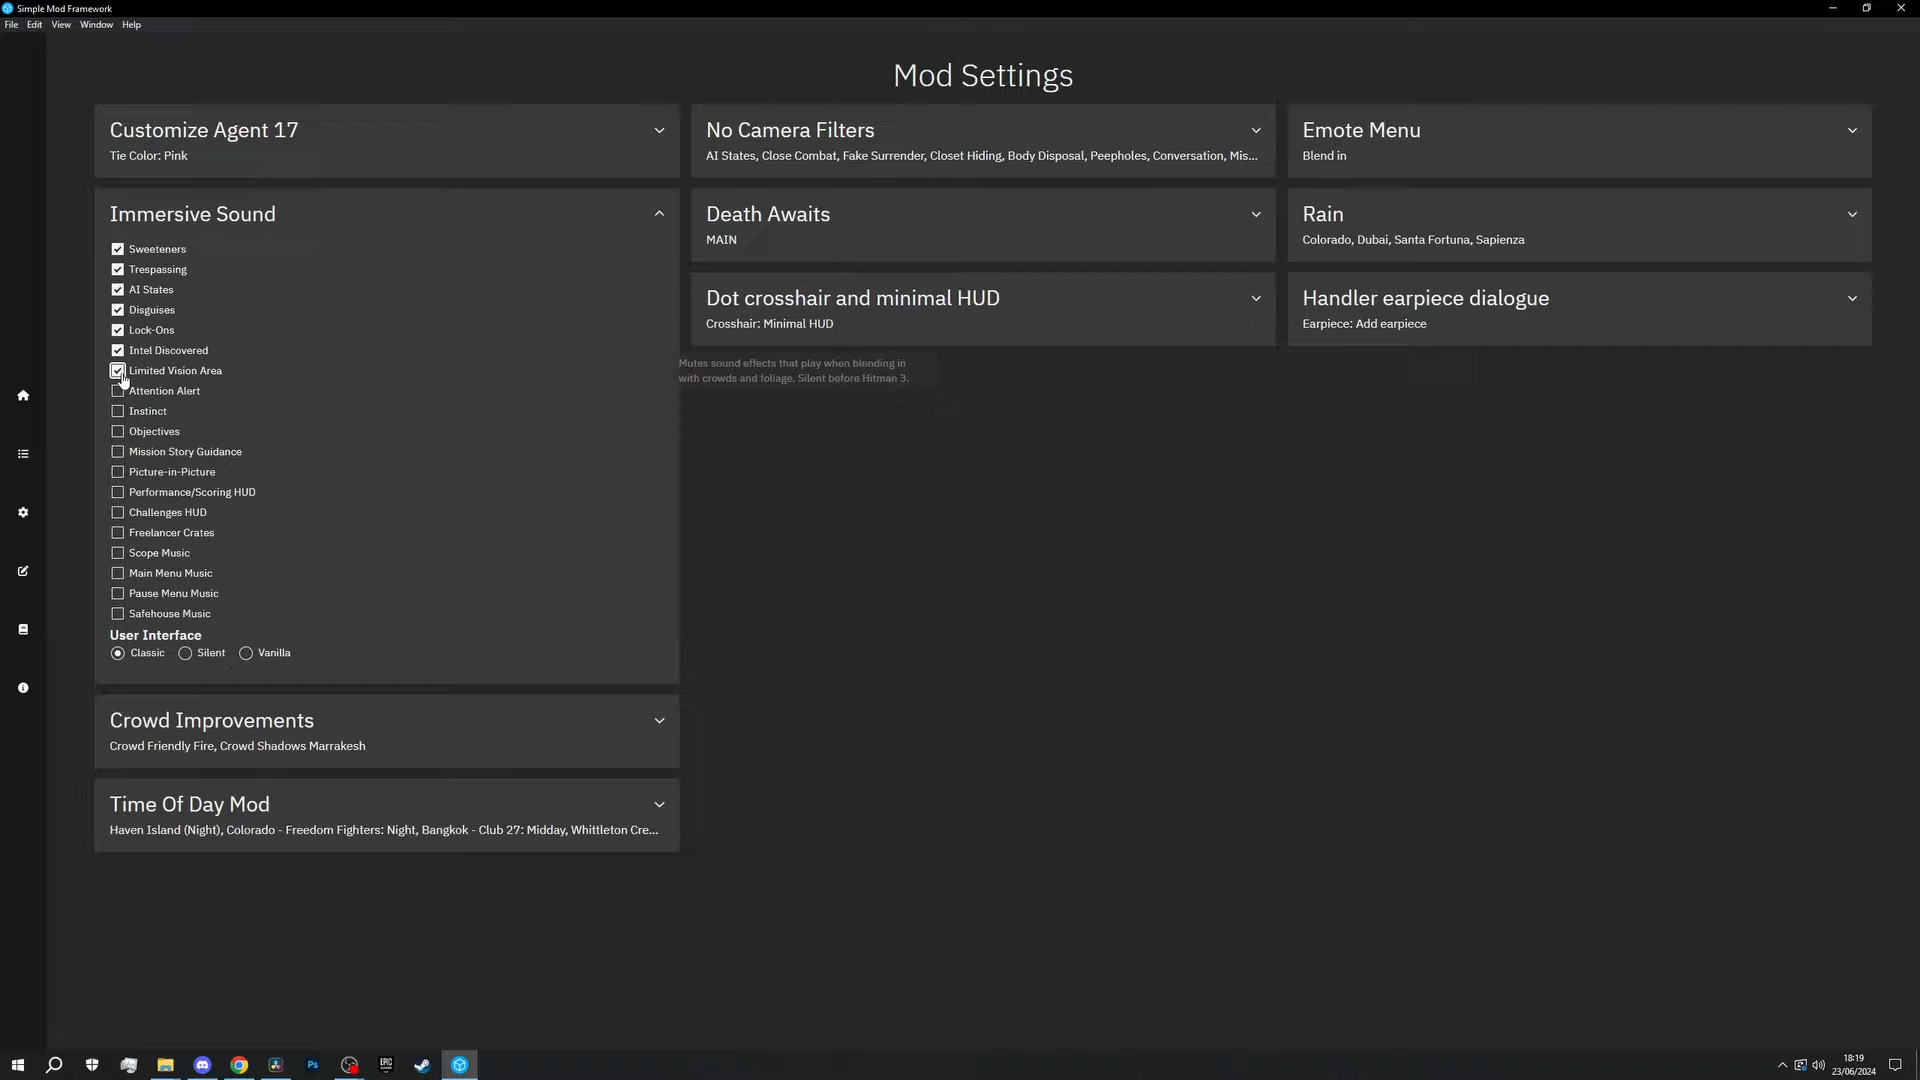 Simple Mod Framework
File Edit View Window Help
Mod Settings
Customize Agent 17
Tie Color: Pink
Immersive Sound
Sweeteners
Trespassing
AI States
Disguises
Lock-Ons
Intel Discovered
Limited Vision Area
Attention Alert
Instinct
Objectives
Mission Story Guidance
Picture-in-Picture
Performance/Scoring HUD
Challenges HUD
Freelancer Crates
Scope Music
Main Menu Music
Pause Menu Music
Safehouse Music
User Interface
Classic Silent Vanilla
Crowd Improvements
Crowd Friendly Fire, Crowd Shadows Marrakesh
Time Of Day Mod
Haven Island (Night), Colorado - Freedom Fighters: Night, Bangkok - Club 27: Midday, Whittleton Cre...
No Camera Filters
AI States, Close Combat, Fake Surrender, Closet Hiding, Body Disposal, Peepholes, Conversation, Mis...
Death Awaits
MAIN
Dot crosshair and minimal HUD
Crosshair: Minimal HUD
Mutes sound effects that play when blending in
with crowds and foliage. Silent before Hitman 3.
Emote Menu
Blend in
Rain
Colorado, Dubai, Santa Fortuna, Sapienza
Handler earpiece dialogue
Earpiece: Add earpiece
Ps
EPIC
18:19
23/06/2024